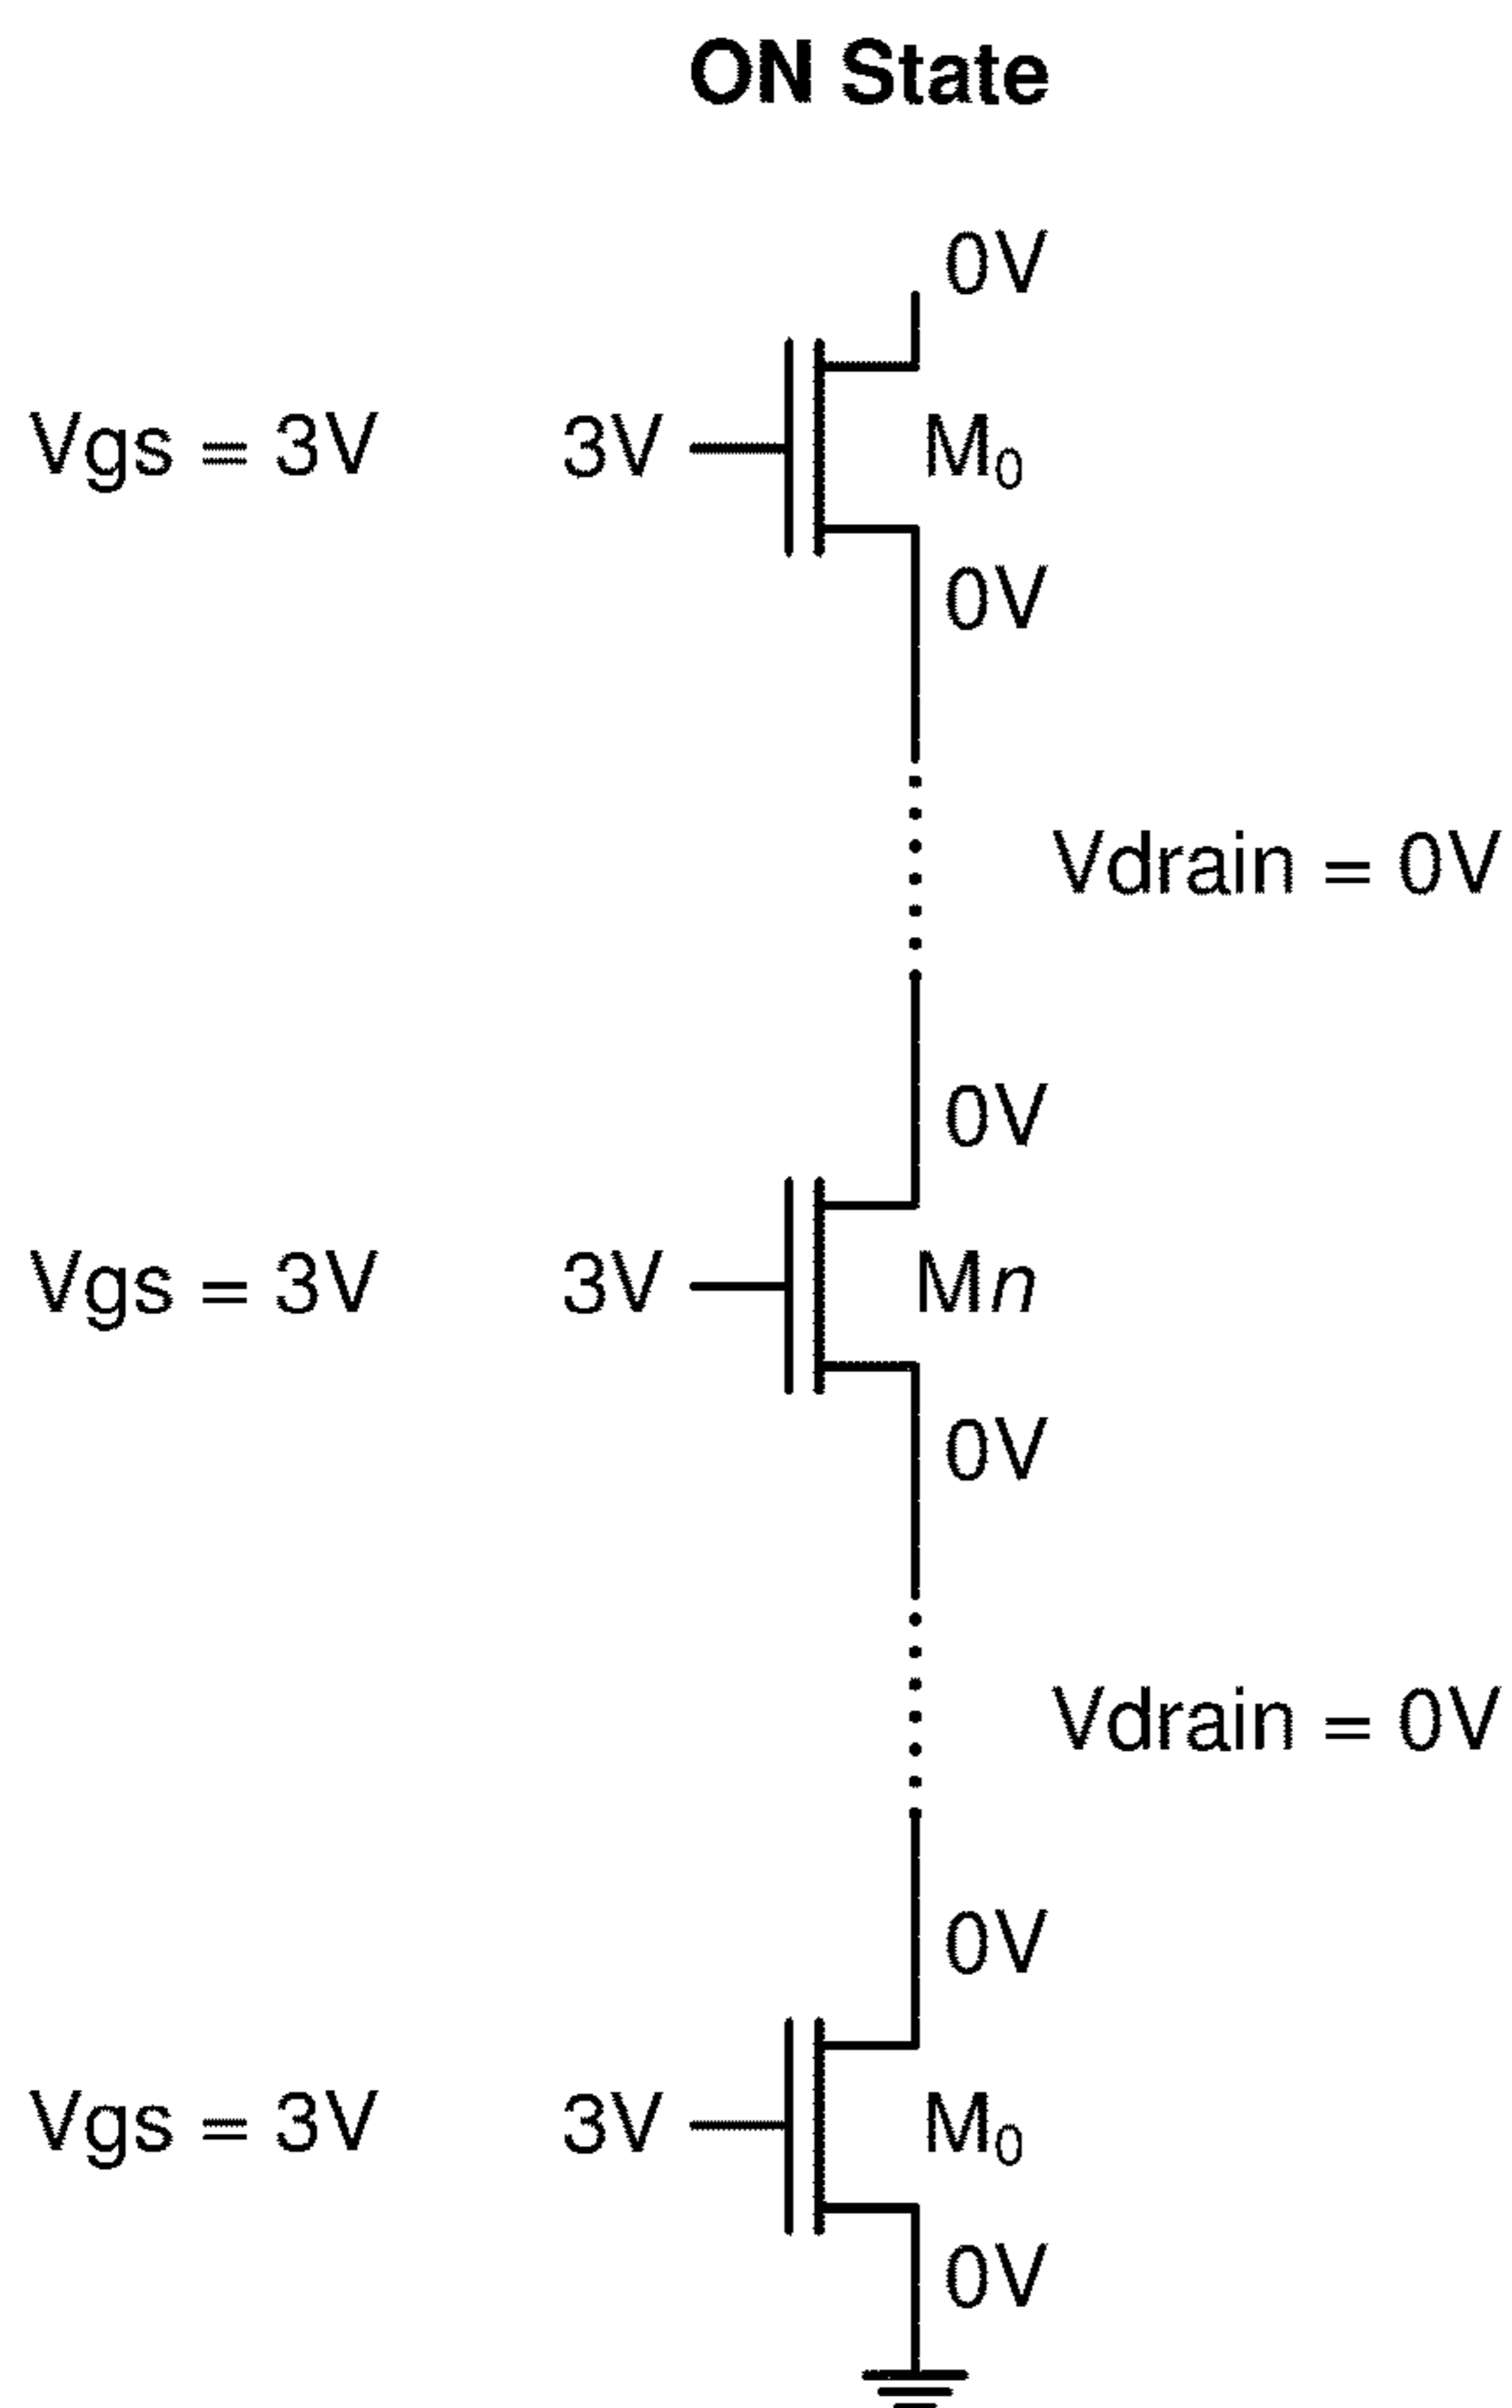 ON State
0V
Vgs = 3V 3V M₀
0V
Vdrain = 0V
0V
Vgs = 3V 3V Mn
0V
Vdrain = 0V
0V
Vgs = 3V 3V M₀
0V